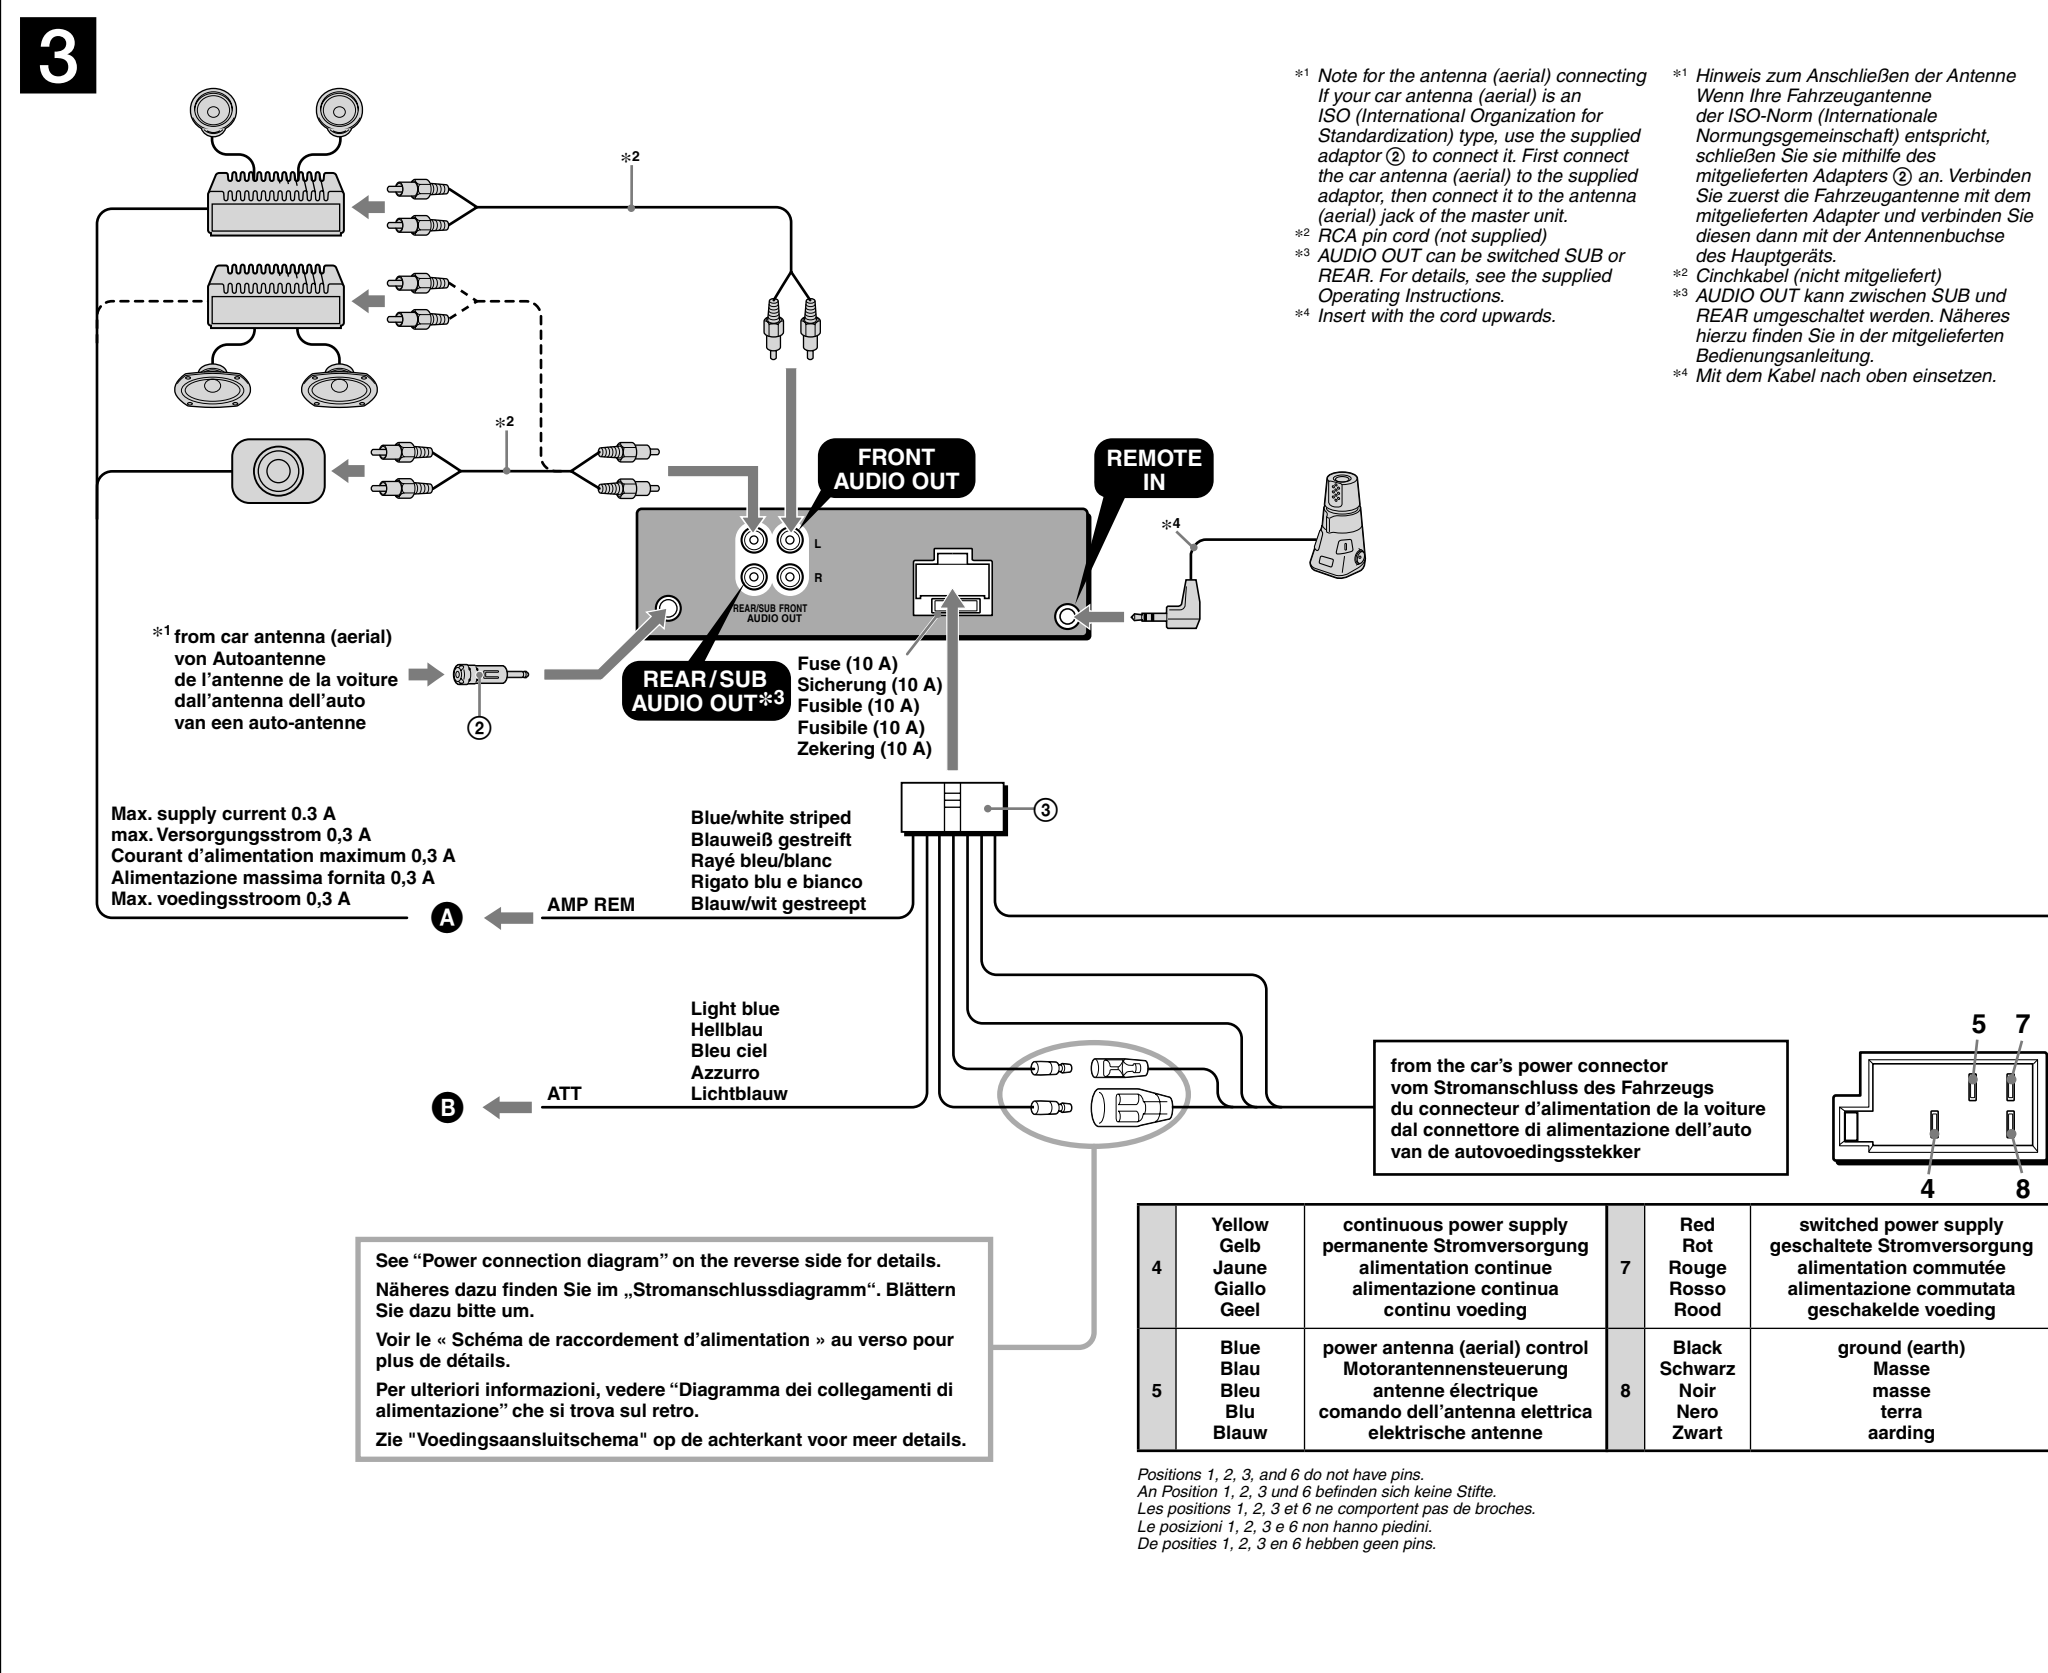 3
*1 Note for the antenna (aerial) connecting
If your car antenna (aerial) is an
ISO (International Organization for
Standardization) type, use the supplied
adaptor ② to connect it. First connect
the car antenna (aerial) to the supplied
adaptor, then connect it to the antenna
(aerial) jack of the master unit.
*2 RCA pin cord (not supplied)
*3 AUDIO OUT can be switched SUB or
REAR. For details, see the supplied
Operating Instructions.
*4 Insert with the cord upwards.
*1 Hinweis zum Anschließen der Antenne
Wenn Ihre Fahrzeugantenne
der ISO-Norm (Internationale
Normungsgemeinschaft) entspricht,
schließen Sie sie mithilfe des
mitgelieferten Adapters ② an. Verbinden
Sie zuerst die Fahrzeugantenne mit dem
mitgelieferten Adapter und verbinden Sie
diesen dann mit der Antennenbuchse
des Hauptgeräts.
*2 Cinchkabel (nicht mitgeliefert)
*3 AUDIO OUT kann zwischen SUB und
REAR umgeschaltet werden. Näheres
hierzu finden Sie in der mitgelieferten
Bedienungsanleitung.
*4 Mit dem Kabel nach oben einsetzen.
*2
*2
FRONT
AUDIO OUT
REMOTE
IN
*4
L
R
REAR/SUB FRONT
AUDIO OUT
*1 from car antenna (aerial)
von Autoantenne
de l'antenne de la voiture
dall'antenna dell'auto
van een auto-antenne
②
REAR/SUB
AUDIO OUT*3
Fuse (10 A)
Sicherung (10 A)
Fusible (10 A)
Fusibile (10 A)
Zekering (10 A)
③
Max. supply current 0.3 A
max. Versorgungsstrom 0,3 A
Courant d'alimentation maximum 0,3 A
Alimentazione massima fornita 0,3 A
Max. voedingsstroom 0,3 A
A
AMP REM
Blue/white striped
Blauweiß gestreift
Rayé bleu/blanc
Rigato blu e bianco
Blauw/wit gestreept
Light blue
Hellblau
Bleu ciel
Azzurro
Lichtblauw
B
ATT
from the car's power connector
vom Stromanschluss des Fahrzeugs
du connecteur d'alimentation de la voiture
dal connettore di alimentazione dell'auto
van de autovoedingsstekker
5 7
4 8
See “Power connection diagram” on the reverse side for details.
Näheres dazu finden Sie im „Stromanschlussdiagramm“. Blättern
Sie dazu bitte um.
Voir le « Schéma de raccordement d'alimentation » au verso pour
plus de détails.
Per ulteriori informazioni, vedere “Diagramma dei collegamenti di
alimentazione” che si trova sul retro.
Zie "Voedingsaansluitschema" op de achterkant voor meer details.
4
Yellow
Gelb
Jaune
Giallo
Geel
continuous power supply
permanente Stromversorgung
alimentation continue
alimentazione continua
continu voeding
7
Red
Rot
Rouge
Rosso
Rood
switched power supply
geschaltete Stromversorgung
alimentation commutée
alimentazione commutata
geschakelde voeding
5
Blue
Blau
Bleu
Blu
Blauw
power antenna (aerial) control
Motorantennensteuerung
antenne électrique
comando dell'antenna elettrica
elektrische antenne
8
Black
Schwarz
Noir
Nero
Zwart
ground (earth)
Masse
masse
terra
aarding
Positions 1, 2, 3, and 6 do not have pins.
An Position 1, 2, 3 und 6 befinden sich keine Stifte.
Les positions 1, 2, 3 et 6 ne comportent pas de broches.
Le posizioni 1, 2, 3 e 6 non hanno piedini.
De posities 1, 2, 3 en 6 hebben geen pins.